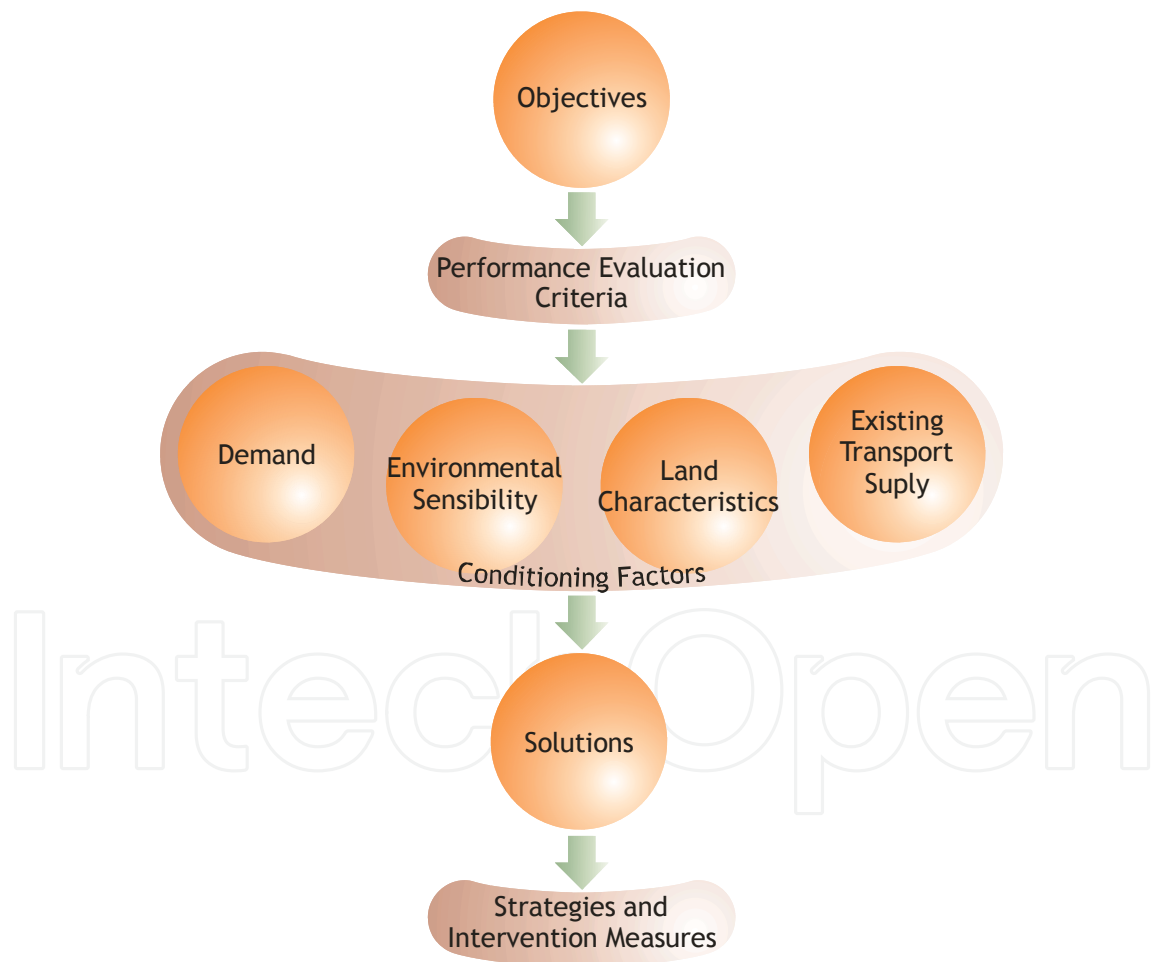 Objectives
Performance Evaluation
Criteria
Demand
Environmental
Sensibility
Land
Characteristics
Existing
Transport
Suply
Conditioning Factors
IntechOpen
Solutions
Strategies and
Intervention Measures